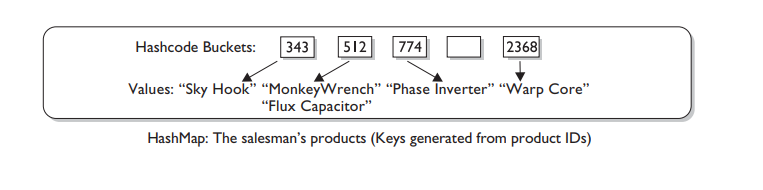 Hashcode Buckets: 343 512 774 2368
Values: “Sky Hook” “MonkeyWrench” “Phase Inverter” “Warp Core”
“Flux Capacitor”
HashMap: The salesman’s products (Keys generated from product IDs)